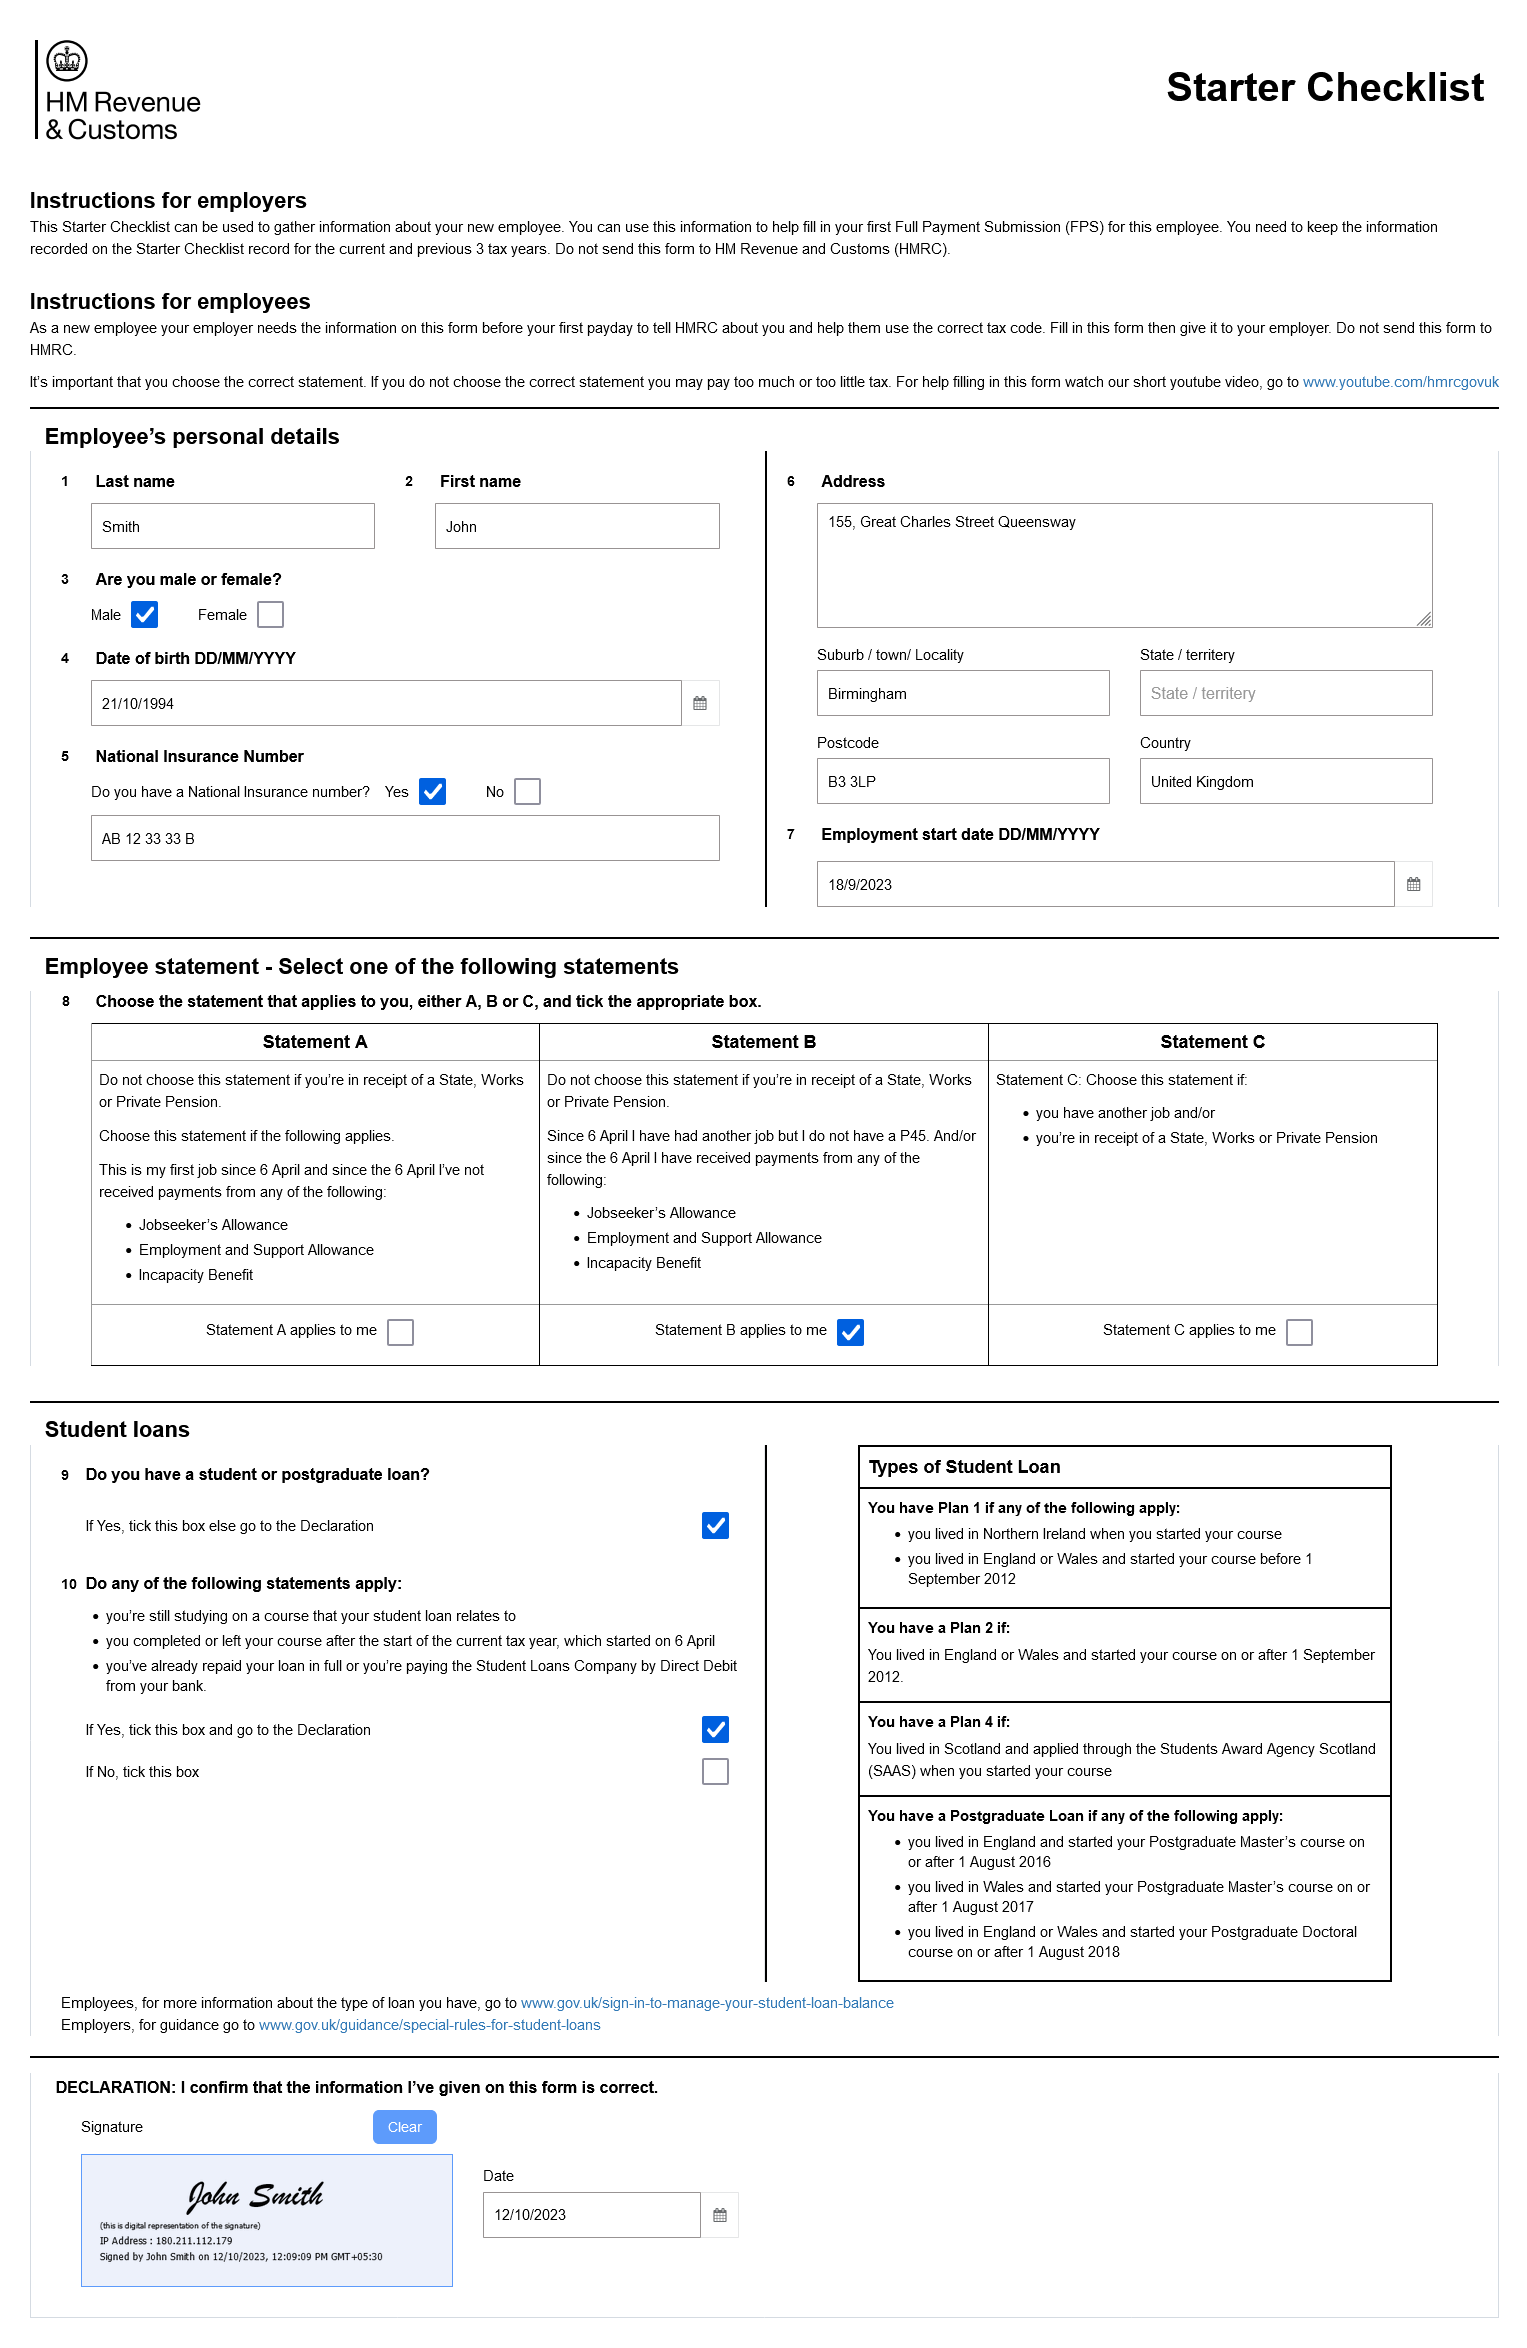 HM Revenue
& Customs
Starter Checklist
Instructions for employers
This Starter Checklist can be used to gather information about your new employee. You can use this information to help fill in your first Full Payment Submission (FPS) for this employee. You need to keep the information
recorded on the Starter Checklist record for the current and previous 3 tax years. Do not send this form to HM Revenue and Customs (HMRC).
Instructions for employees
As a new employee your employer needs the information on this form before your first payday to tell HMRC about you and help them use the correct tax code. Fill in this form then give it to your employer. Do not send this form to
HMRC.
It's important that you choose the correct statement. If you do not choose the correct statement you may pay too much or too little tax. For help filling in this form watch our short youtube video, go to www.youtube.com/hmrcgovuk
Employee's personal details
1 Last name
Smith
2 First name
John
3 Are you male or female?
Male Female
4 Date of birth DD/MM/YYYY
21/10/1994
5 National Insurance Number
Do you have a National Insurance number? Yes No
AB 12 33 33 B
6 Address
155, Great Charles Street Queensway
Suburb / town/ Locality
Birmingham
State / territery
State / territery
Postcode
B3 3LP
Country
United Kingdom
7 Employment start date DD/MM/YYYY
18/9/2023
Employee statement - Select one of the following statements
8 Choose the statement that applies to you, either A, B or C, and tick the appropriate box.
Statement A
Do not choose this statement if you're in receipt of a State, Works
or Private Pension.
Choose this statement if the following applies.
This is my first job since 6 April and since the 6 April I've not
received payments from any of the following:
• Jobseeker's Allowance
• Employment and Support Allowance
• Incapacity Benefit
Statement A applies to me
Statement B
Do not choose this statement if you're in receipt of a State, Works
or Private Pension.
Since 6 April I have had another job but I do not have a P45. And/or
since the 6 April I have received payments from any of the
following:
• Jobseeker's Allowance
• Employment and Support Allowance
• Incapacity Benefit
Statement B applies to me
Statement C
Statement C: Choose this statement if:
• you have another job and/or
• you're in receipt of a State, Works or Private Pension
Statement C applies to me
Student loans
9 Do you have a student or postgraduate loan?
If Yes, tick this box else go to the Declaration
10 Do any of the following statements apply:
• you're still studying on a course that your student loan relates to
• you completed or left your course after the start of the current tax year, which started on 6 April
• you've already repaid your loan in full or you're paying the Student Loans Company by Direct Debit
from your bank.
If Yes, tick this box and go to the Declaration
If No, tick this box
Types of Student Loan
You have Plan 1 if any of the following apply:
• you lived in Northern Ireland when you started your course
• you lived in England or Wales and started your course before 1
September 2012
You have a Plan 2 if:
You lived in England or Wales and started your course on or after 1 September
2012.
You have a Plan 4 if:
You lived in Scotland and applied through the Students Award Agency Scotland
(SAAS) when you started your course
You have a Postgraduate Loan if any of the following apply:
• you lived in England and started your Postgraduate Master's course on
or after 1 August 2016
• you lived in Wales and started your Postgraduate Master's course on or
after 1 August 2017
• you lived in England or Wales and started your Postgraduate Doctoral
course on or after 1 August 2018
Employees, for more information about the type of loan you have, go to www.gov.uk/sign-in-to-manage-your-student-loan-balance
Employers, for guidance go to www.gov.uk/guidance/special-rules-for-student-loans
DECLARATION: I confirm that the information I've given on this form is correct.
Signature
Clear
John Smith
(this is digital representation of the signature)
IP Address : 180.211.112.179
Signed by John Smith on 12/10/2023, 12:09:09 PM GMT+05:30
Date
12/10/2023